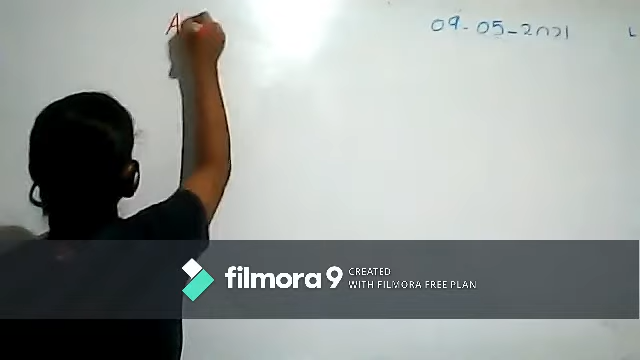 A
09-05-2021
filmora 9
CREATED
WITH FILMORA FREE PLAN